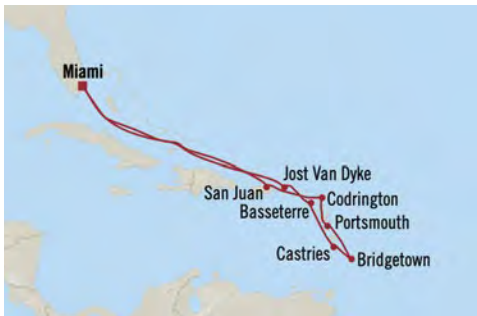 Miami
Jost Van Dyke
San Juan
Codrington
Basseterre
Portsmouth
Castries
Bridgetown